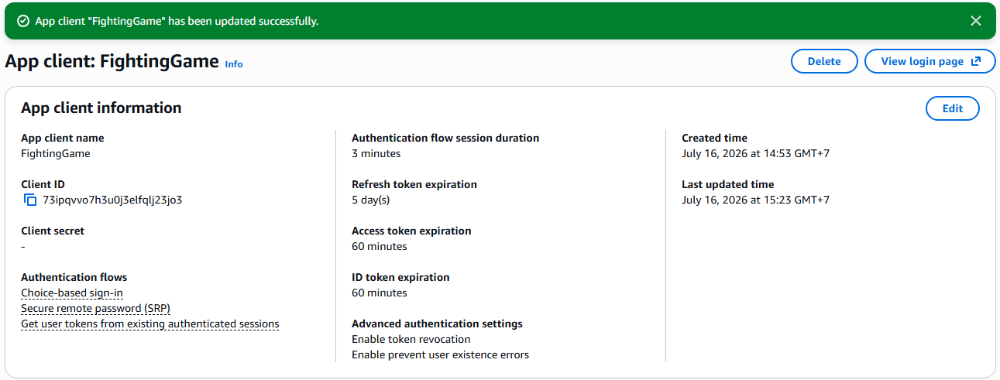 App client "FightingGame" has been updated successfully.
App client: FightingGame Info
Delete
View login page
App client information
Edit
App client name
FightingGame
Client ID
73ipqvvo7h3u0j3elfqlj23jo3
Client secret
-
Authentication flows
Choice-based sign-in
Secure remote password (SRP)
Get user tokens from existing authenticated sessions
Authentication flow session duration
3 minutes
Refresh token expiration
5 day(s)
Access token expiration
60 minutes
ID token expiration
60 minutes
Advanced authentication settings
Enable token revocation
Enable prevent user existence errors
Created time
July 16, 2026 at 14:53 GMT+7
Last updated time
July 16, 2026 at 15:23 GMT+7